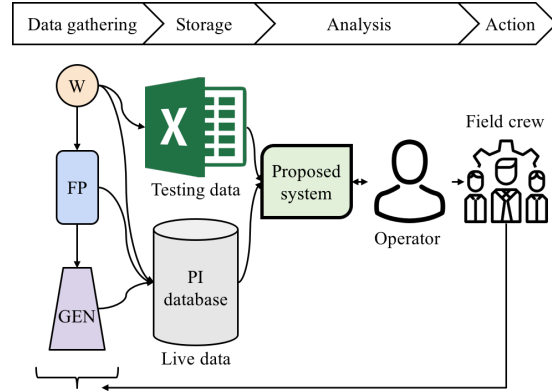 Data gathering
Storage
Analysis
Action
W
FP
GEN
X
Testing data
PI
database
Live data
Proposed
system
Operator
Field crew